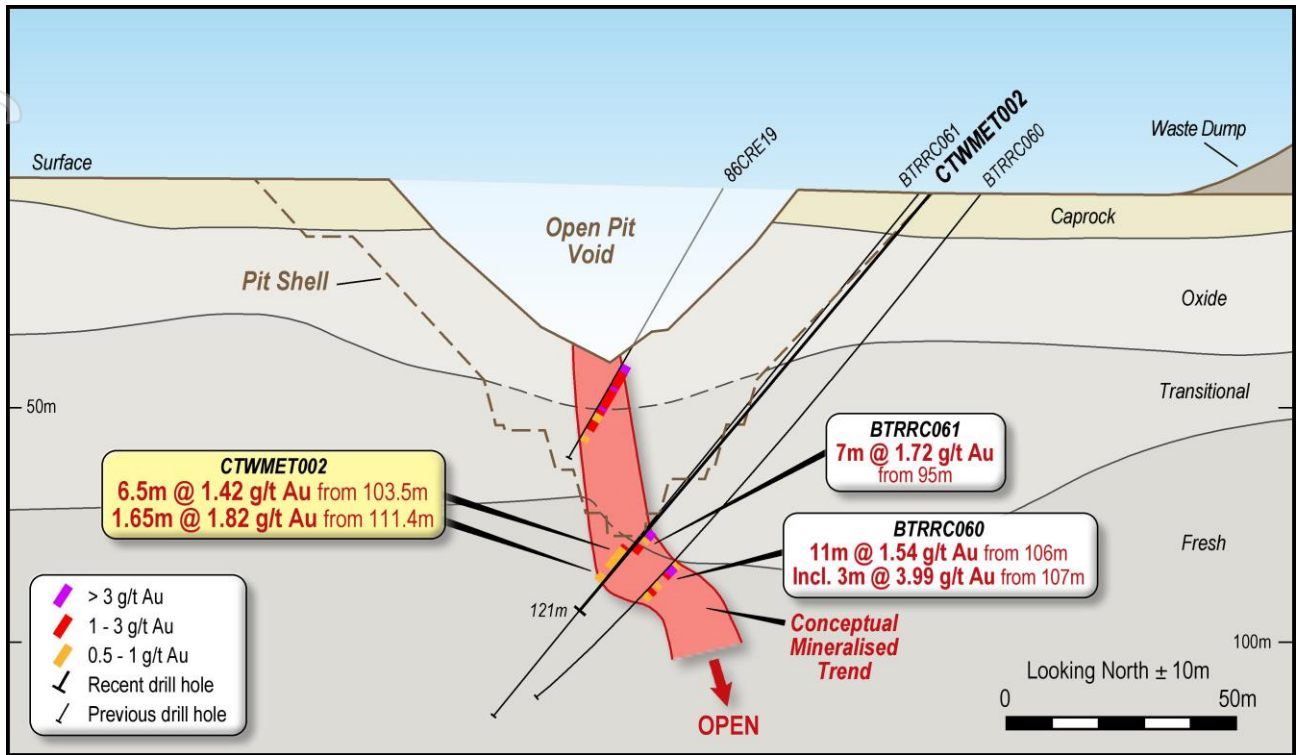 86CRE19
BTRRC061
CTWMET002
BTRRC060
Waste Dump
Surface
Caprock
Open Pit
Void
Pit Shell
Oxide
Transitional
50m
BTRRC061
7m @ 1.72 g/t Au
from 95m
CTWMET002
6.5m @ 1.42 g/t Au from 103.5m
1.65m @ 1.82 g/t Au from 111.4m
BTRRC060
11m @ 1.54 g/t Au from 106m
Incl. 3m @ 3.99 g/t Au from 107m
Fresh
> 3 g/t Au
1 - 3 g/t Au
0.5 - 1 g/t Au
Recent drill hole
Previous drill hole
121m
Conceptual
Mineralised
Trend
100m
Looking North ± 10m
0
50m
OPEN